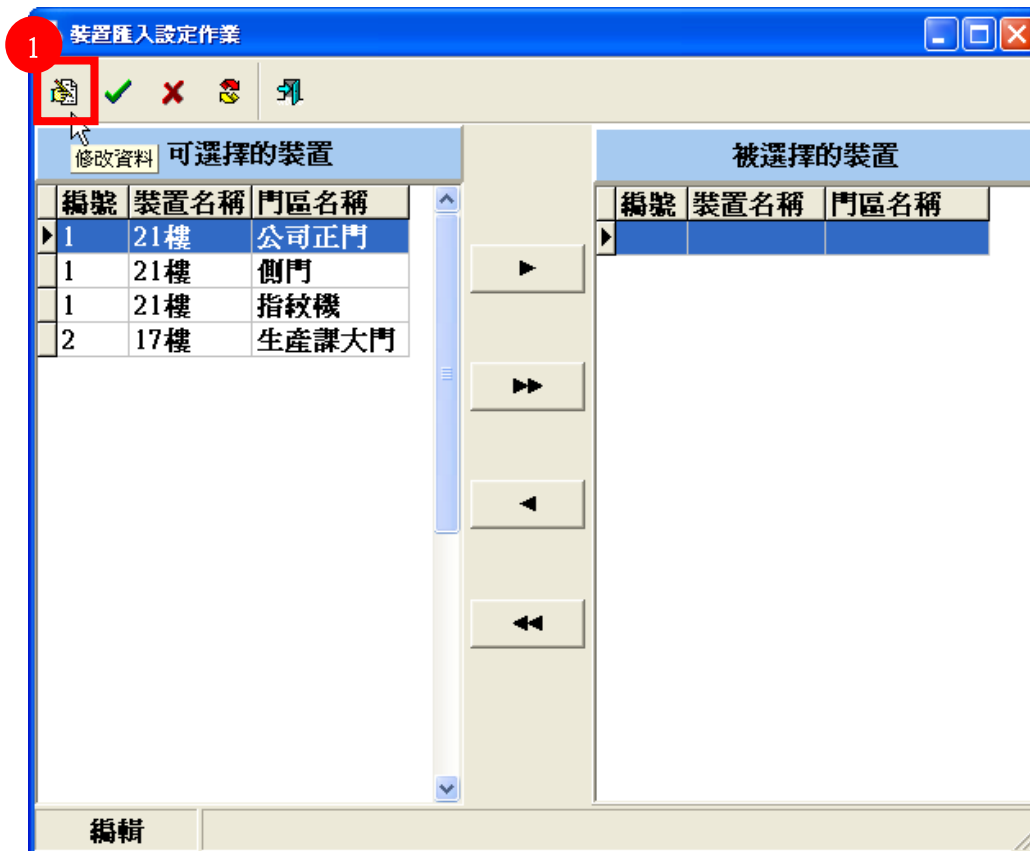 裝置匯入設定作業
1
修改資料
可選擇的裝置
編號 裝置名稱 門區名稱
1 21樓 公司正門
1 21樓 側門
1 21樓 指紋機
2 17樓 生產課大門
被選擇的裝置
編號 裝置名稱 門區名稱
編輯